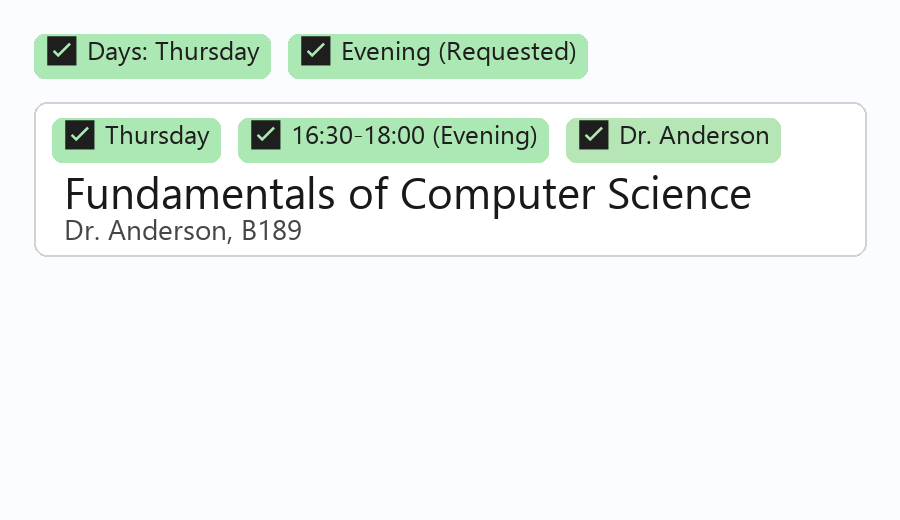 Days: Thursday Evening (Requested)
Thursday 16:30-18:00 (Evening) Dr. Anderson
Fundamentals of Computer Science
Dr. Anderson, B189